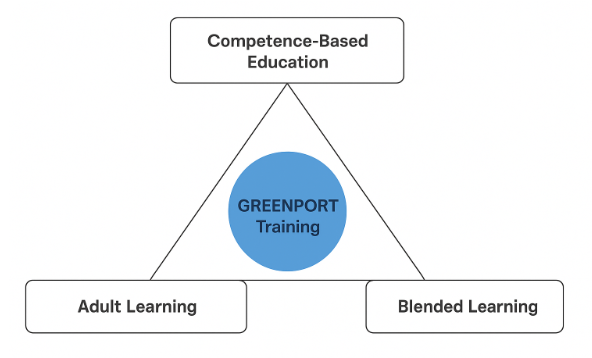 Competence-Based
Education
GREENPORT
Training
Adult Learning
Blended Learning